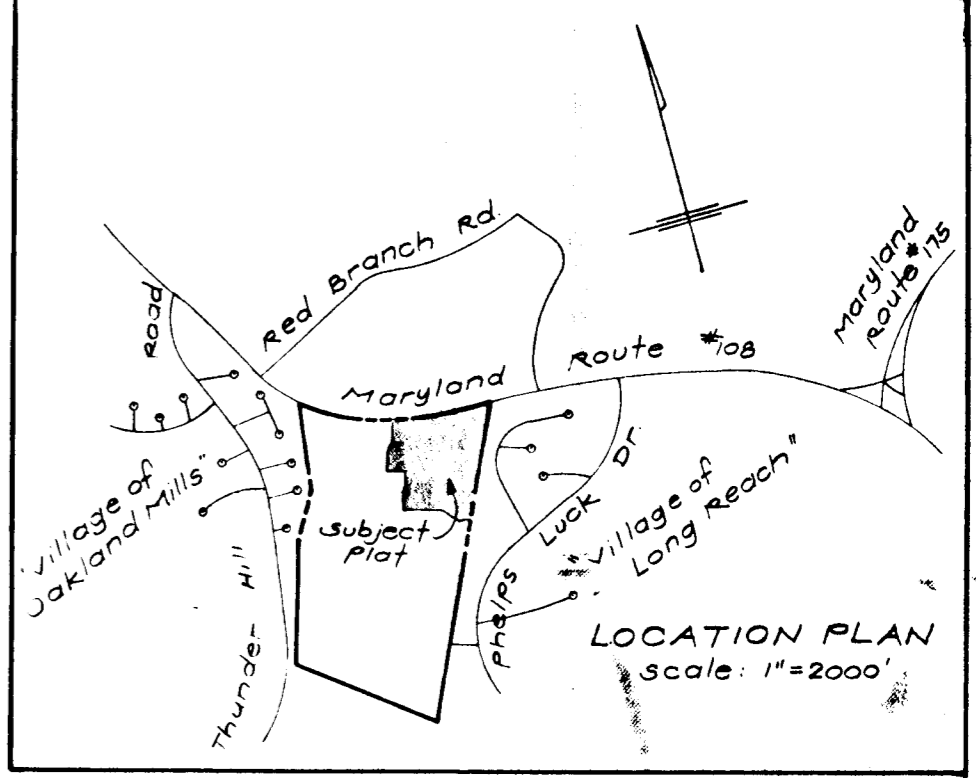 Red Branch Rd.
Maryland
Route #175
Road
Route #108
Maryland
"Village of
Oakland Mills"
Subject
Plat
Luck Dr.
Phelps
"Village of
Long Reach"
Thunder Hill
LOCATION PLAN
scale: 1"=2000'